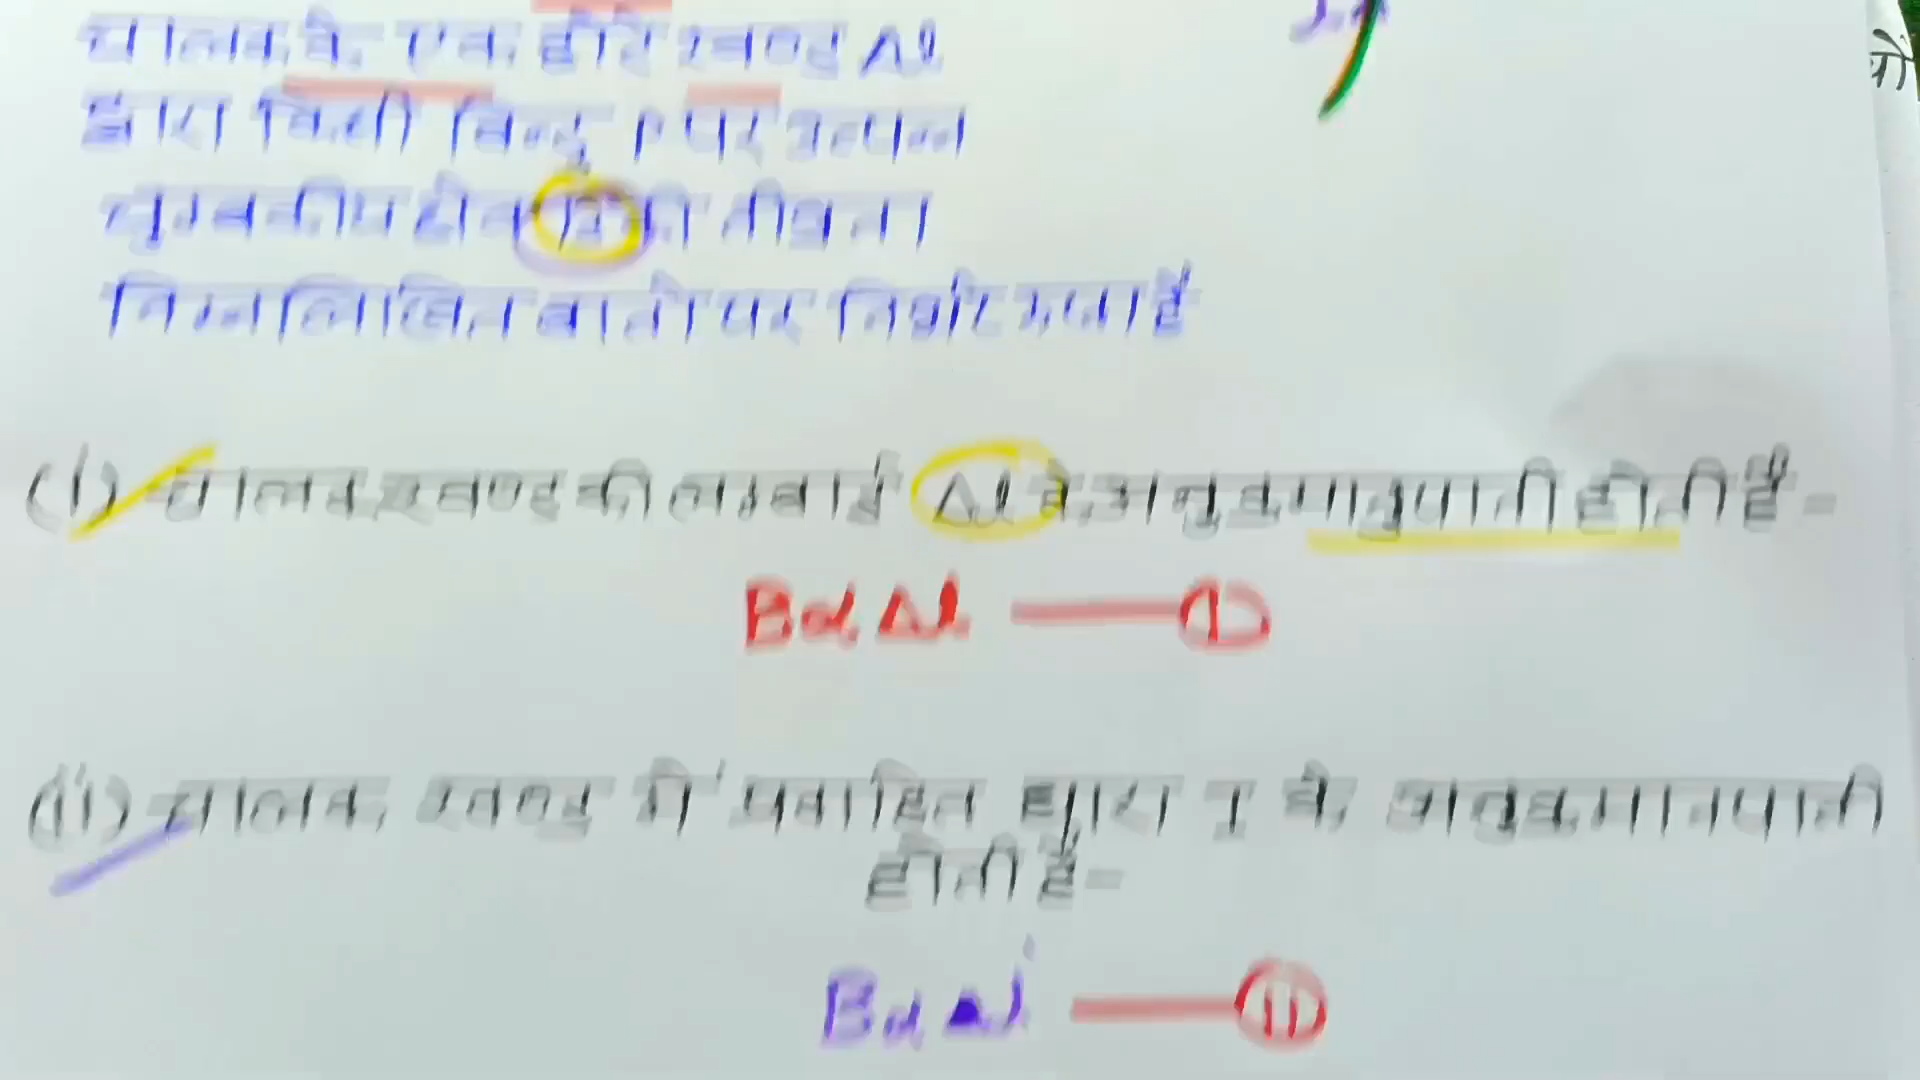 चालक के एक छोटे खण्ड Δl
द्वारा किसी बिन्दु P पर उत्पन्न
चुम्बकीय क्षेत्र की तीव्रता
निम्नलिखित बातों पर निर्भर करता है
(i) चालक खण्ड की लम्बाई Δl के अनुक्रमानुपाती होती है -
B α Δl — (I)
(ii) चालक खण्ड में प्रवाहित धारा I के अनुक्रमानुपाती
होती है -
B α — (II)